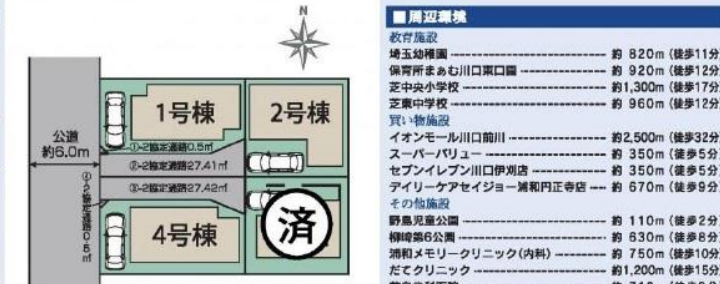 N
1号棟
2号棟
公道
約6.0m
①-2協定通路0.5㎡
②-2協定通路27.41㎡
③-2協定通路27.42㎡
④-2協定通路0.5㎡
4号棟
済
■周辺環境
教育施設
埼玉幼稚園 ---------- 約 820m (徒歩11分)
保育所まぁむ川口東口園 ---------- 約 920m (徒歩12分)
芝中央小学校 ---------- 約1,300m (徒歩17分)
芝東中学校 ---------- 約 960m (徒歩12分)
買い物施設
イオンモール川口前川 ---------- 約2,500m (徒歩32分)
スーパーバリュー ---------- 約 350m (徒歩5分)
セブンイレブン川口伊刈店 ---------- 約 350m (徒歩5分)
デイリーケアセイジョー浦和円正寺店 --- 約 670m (徒歩9分)
その他施設
野鳥児童公園 ---------- 約 110m (徒歩2分)
柳崎第6公園 ---------- 約 630m (徒歩8分)
浦和メモリークリニック(内科) ---------- 約 750m (徒歩10分)
だてクリニック ---------- 約1,200m (徒歩15分)